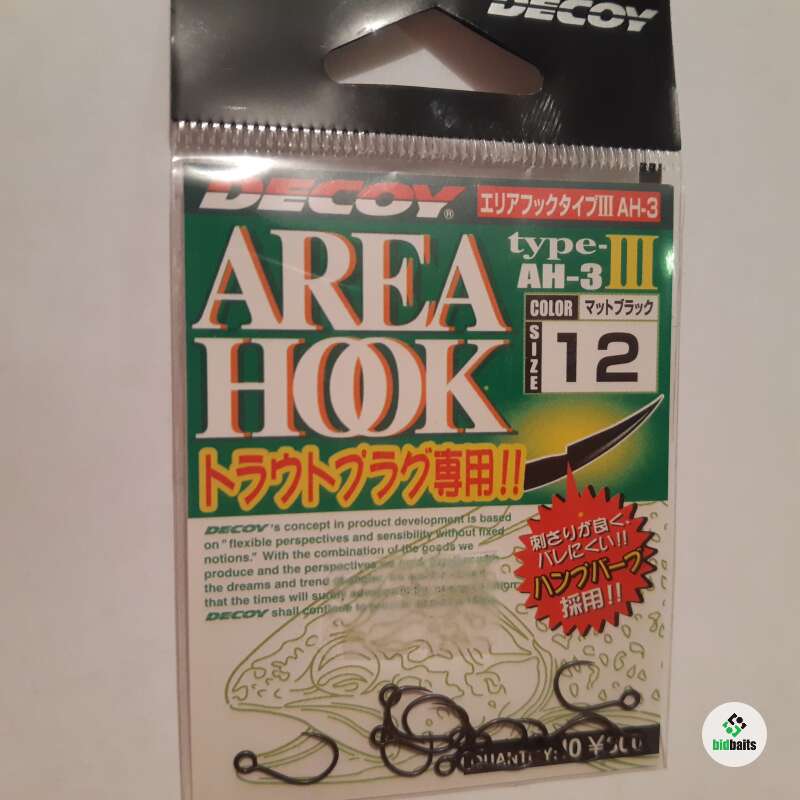 DECOY
DECOY®
エリアフックタイプIII AH-3
AREA
HOOK
type-III
AH-3
COLOR マットブラック
SIZE 12
トラウトプラグ専用!!
DECOY's concept in product development is based
on "flexible perspectives and sensibility without fixed
notions." With the combination of the goods we
produce and the perspectives we
the dreams and trend of
that the times will surely
DECOY shall continue to
刺さりが良く、
バレにくい!!
ハンプバーブ
採用!!
QUANTITY:10 ¥300
bidbaits